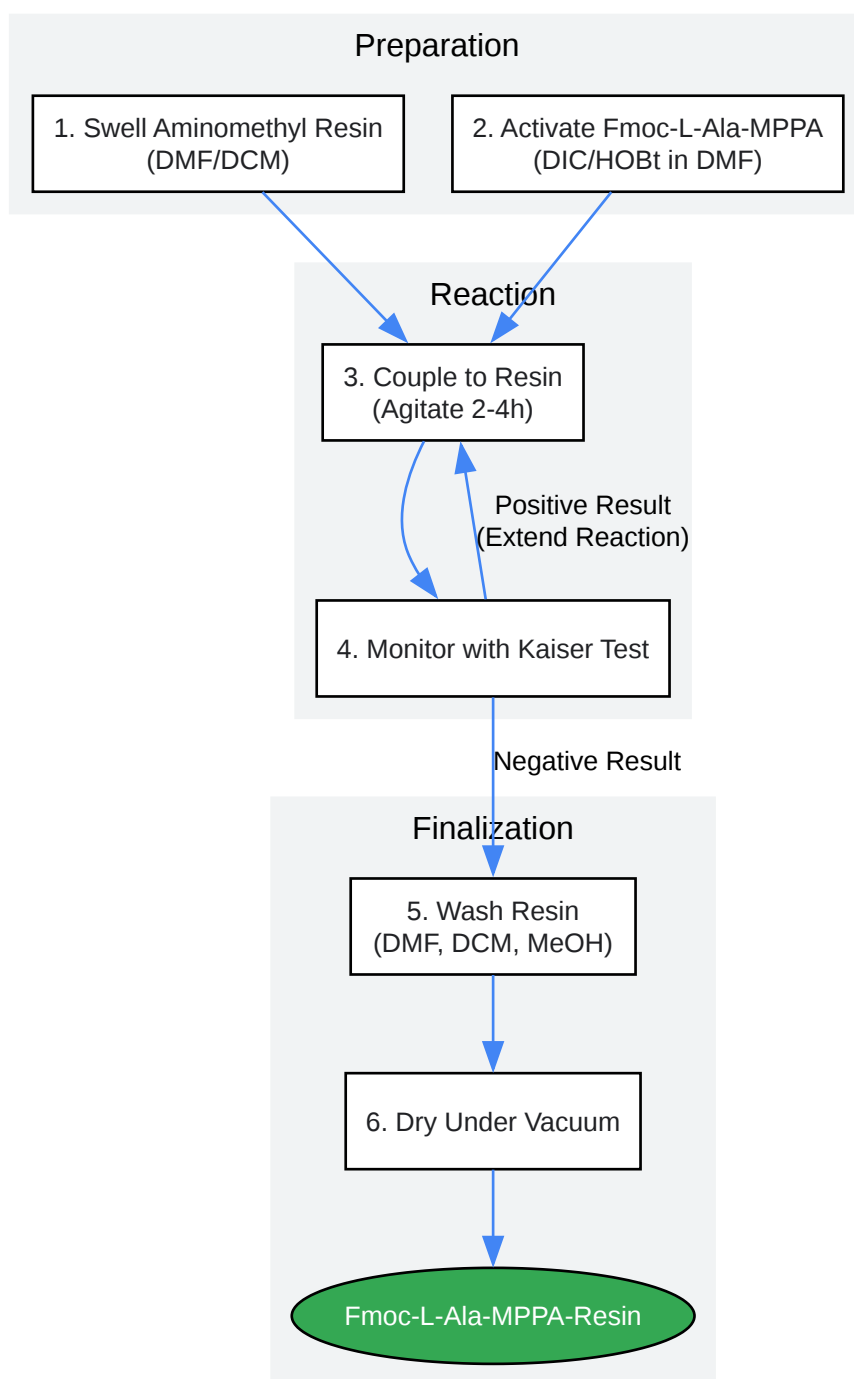 Preparation
1. Swell Aminomethyl Resin
(DMF/DCM)
2. Activate Fmoc-L-Ala-MPPA
(DIC/HOBt in DMF)
Reaction
3. Couple to Resin
(Agitate 2-4h)
Positive Result
(Extend Reaction)
4. Monitor with Kaiser Test
Negative Result
Finalization
5. Wash Resin
(DMF, DCM, MeOH)
6. Dry Under Vacuum
Fmoc-L-Ala-MPPA-Resin